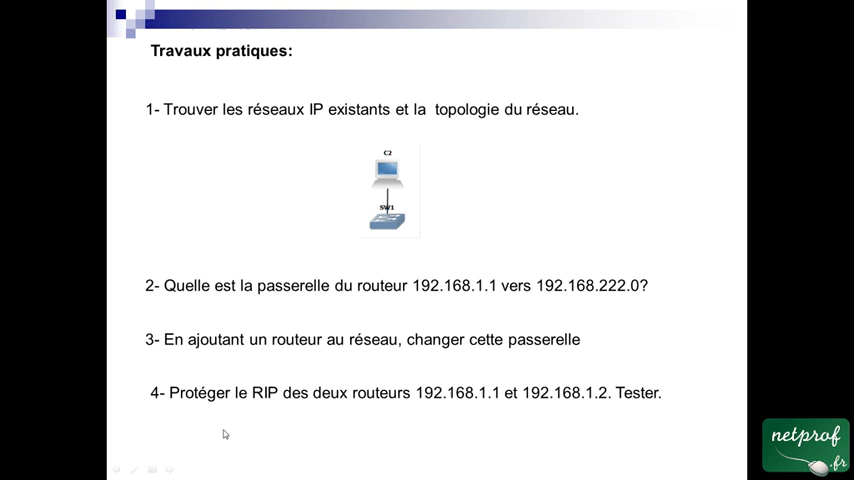 Travaux pratiques:
1- Trouver les réseaux IP existants et la topologie du réseau.
C2
SW1
2- Quelle est la passerelle du routeur 192.168.1.1 vers 192.168.222.0?
3- En ajoutant un routeur au réseau, changer cette passerelle
4- Protéger le RIP des deux routeurs 192.168.1.1 et 192.168.1.2. Tester.
netprof
.fr